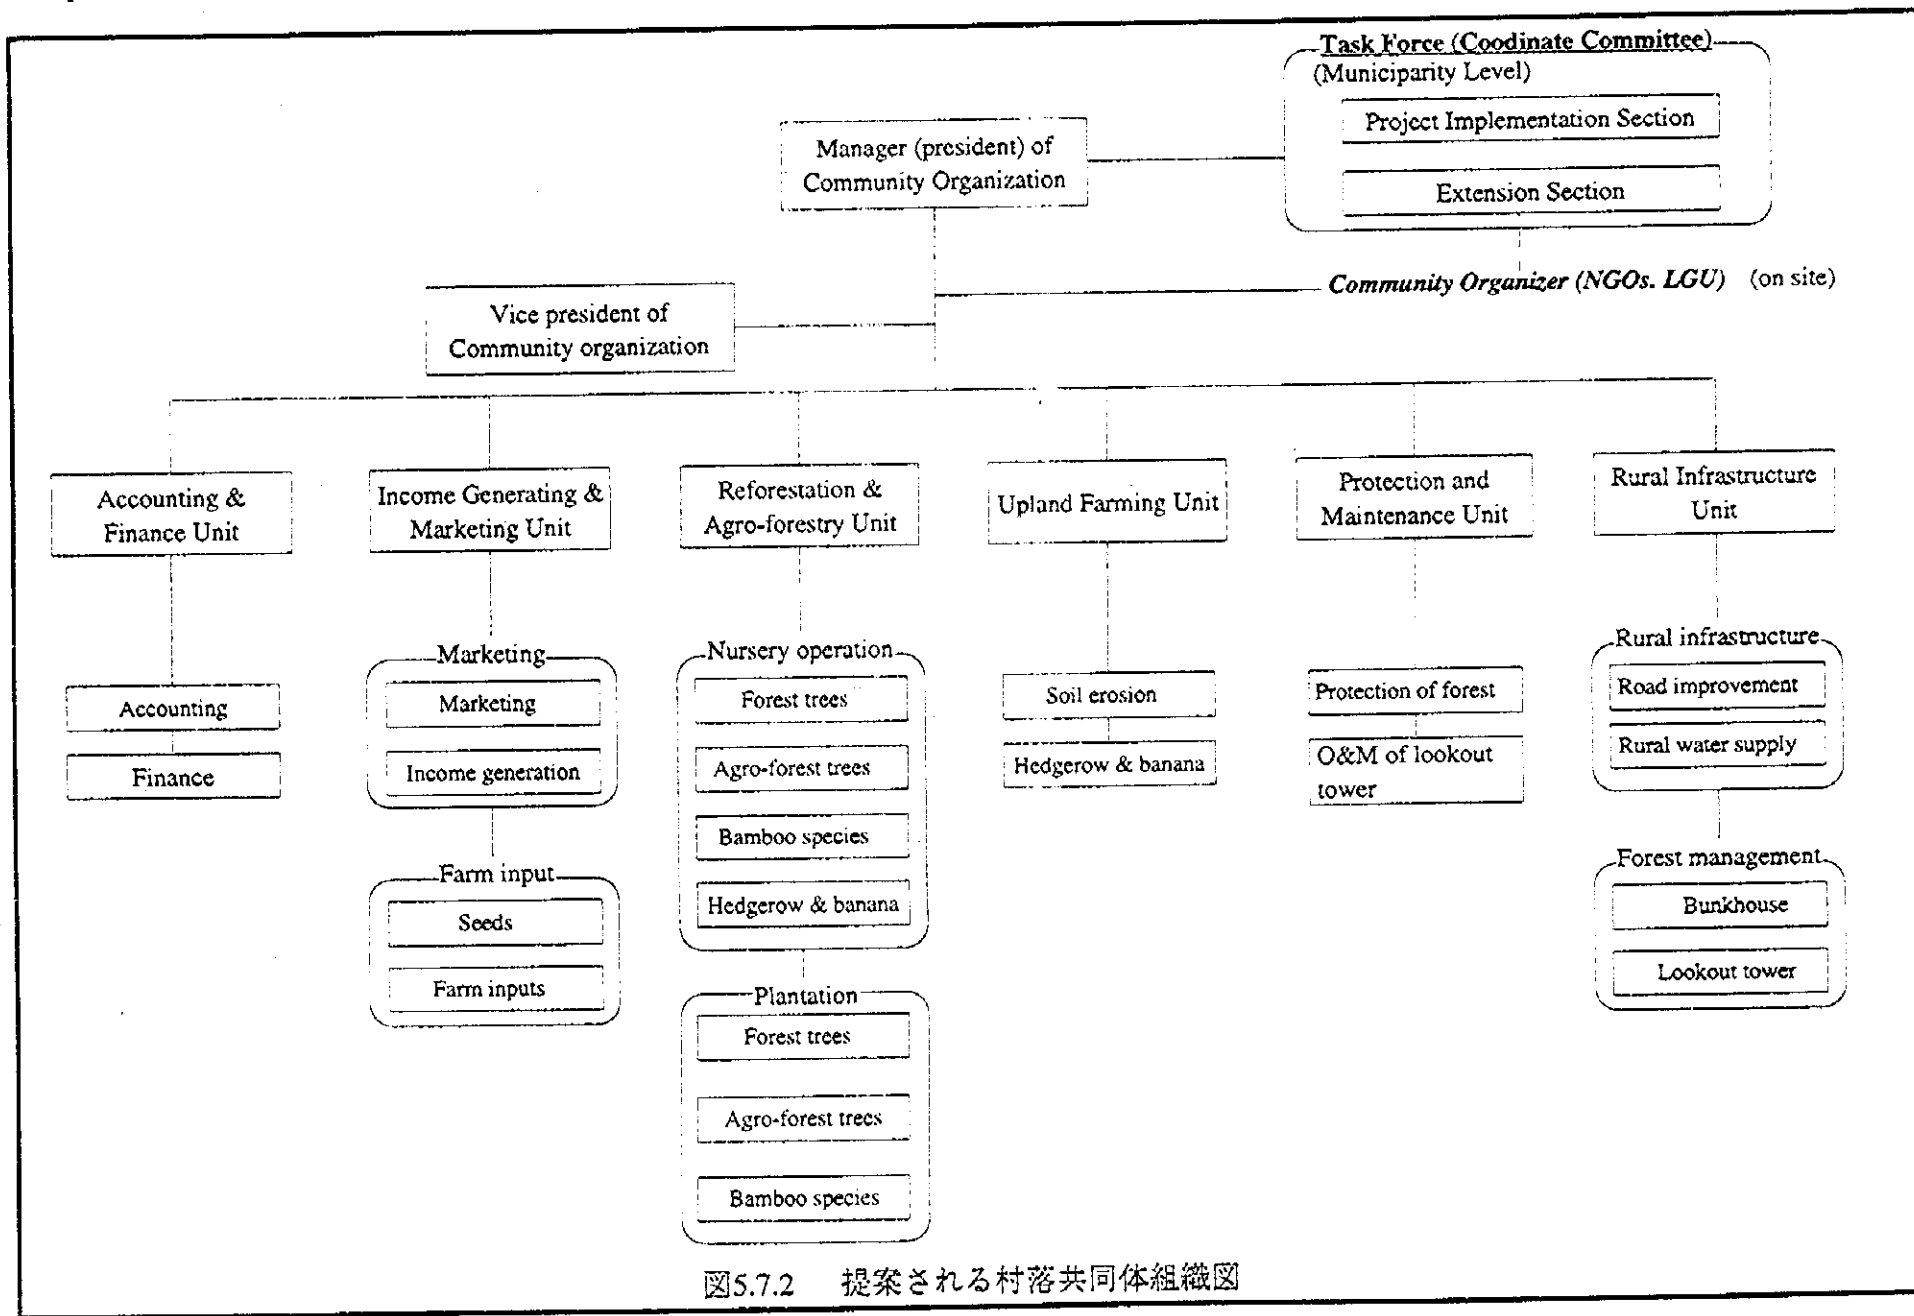 Task Force (Coodinate Committee)
(Municiparity Level)
Project Implementation Section
Extension Section
Manager (president) of
Community Organization
Community Organizer (NGOs. LGU) (on site)
Vice president of
Community organization
Accounting &
Finance Unit
Income Generating &
Marketing Unit
Reforestation &
Agro-forestry Unit
Upland Farming Unit
Protection and
Maintenance Unit
Rural Infrastructure
Unit
Accounting
Finance
Marketing
Marketing
Income generation
Farm input
Seeds
Farm inputs
Nursery operation
Forest trees
Agro-forest trees
Bamboo species
Hedgerow & banana
Plantation
Forest trees
Agro-forest trees
Bamboo species
Soil erosion
Hedgerow & banana
Protection of forest
O&M of lookout
tower
Rural infrastructure
Road improvement
Rural water supply
Forest management
Bunkhouse
Lookout tower
図5.7.2 提案される村落共同体組織図